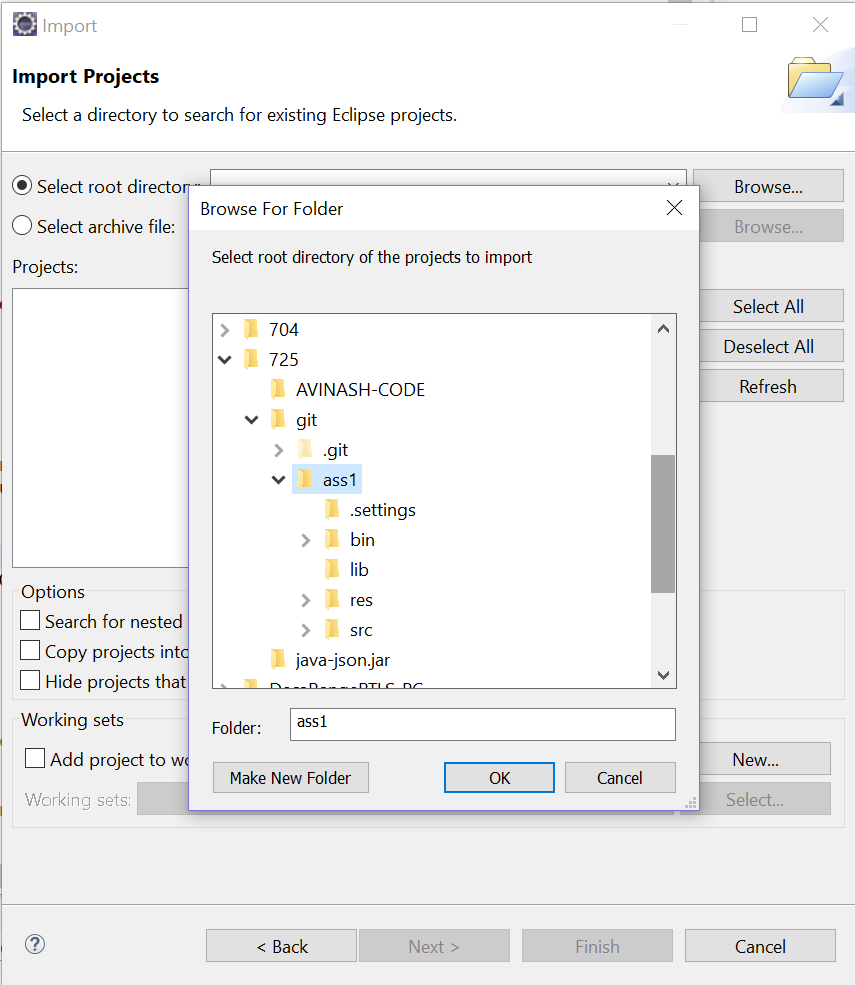 Import
Import Projects
Select a directory to search for existing Eclipse projects.
Select root directory:
Browse...
Select archive file:
Browse...
Projects:
Select All
Deselect All
Refresh
Options
Search for nested
Copy projects into
Hide projects that
Working sets
Add project to wo
New...
Working sets:
Select...
Browse For Folder
Select root directory of the projects to import
704
725
AVINASH-CODE
git
.git
ass1
.settings
bin
lib
res
src
java-json.jar
Folder:
ass1
Make New Folder
OK
Cancel
< Back
Next >
Finish
Cancel